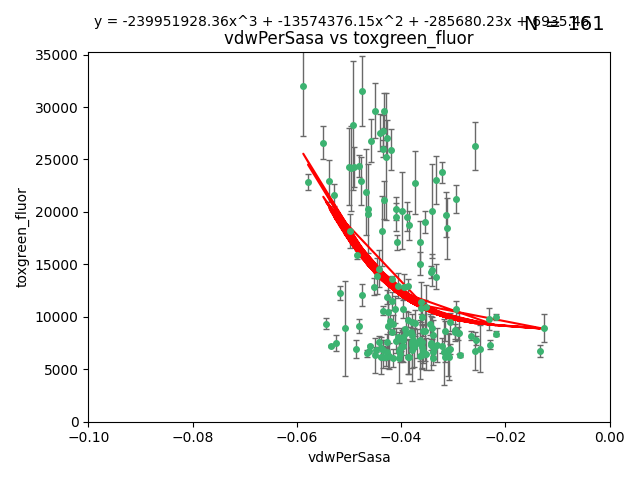 y = -239951928.36x^3 + -13574376.15x^2 + -285680.23x + 6935.46
N = 161
vdwPerSasa vs toxgreen_fluor
35000
30000
25000
20000
15000
10000
5000
0
toxgreen_fluor
−0.10
−0.08
−0.06
−0.04
−0.02
0.00
vdwPerSasa